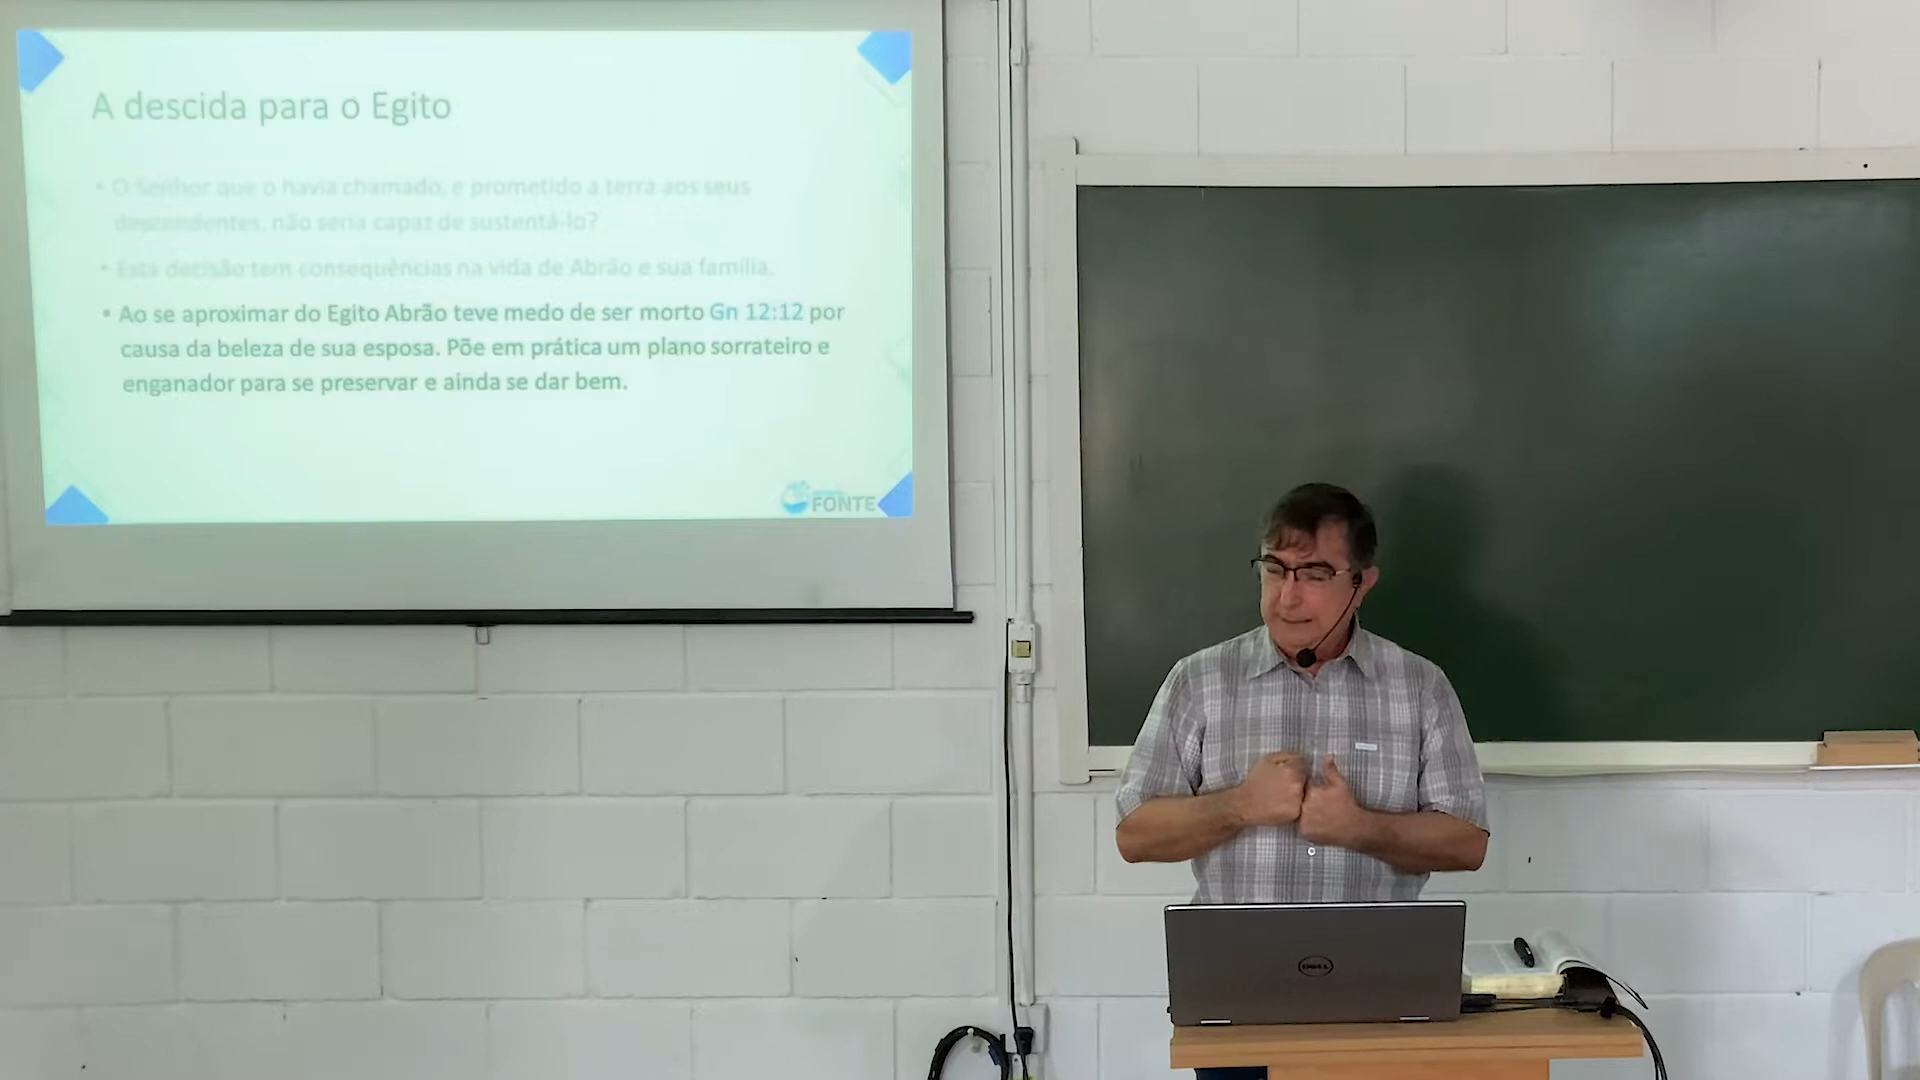 A descida para o Egito
• O Senhor que o havia chamado, e prometido a terra aos seus
descendentes, não seria capaz de sustentá-lo?
• Esta decisão tem consequências na vida de Abrão e sua família.
• Ao se aproximar do Egito Abrão teve medo de ser morto Gn 12:12 por
causa da beleza de sua esposa. Põe em prática um plano sorrateiro e
enganador para se preservar e ainda se dar bem.
FONTE
DELL